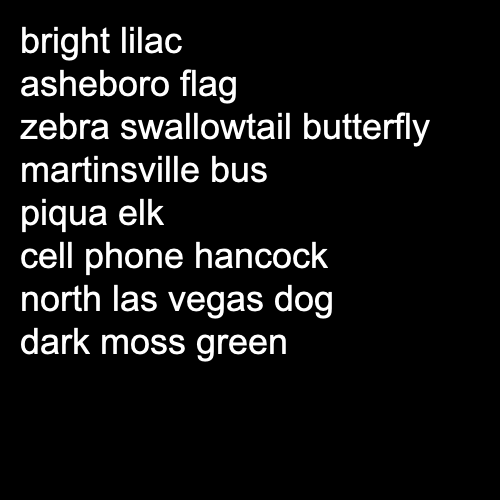 bright lilac
asheboro flag
zebra swallowtail butterfly
martinsville bus
piqua elk
cell phone hancock
north las vegas dog
dark moss green